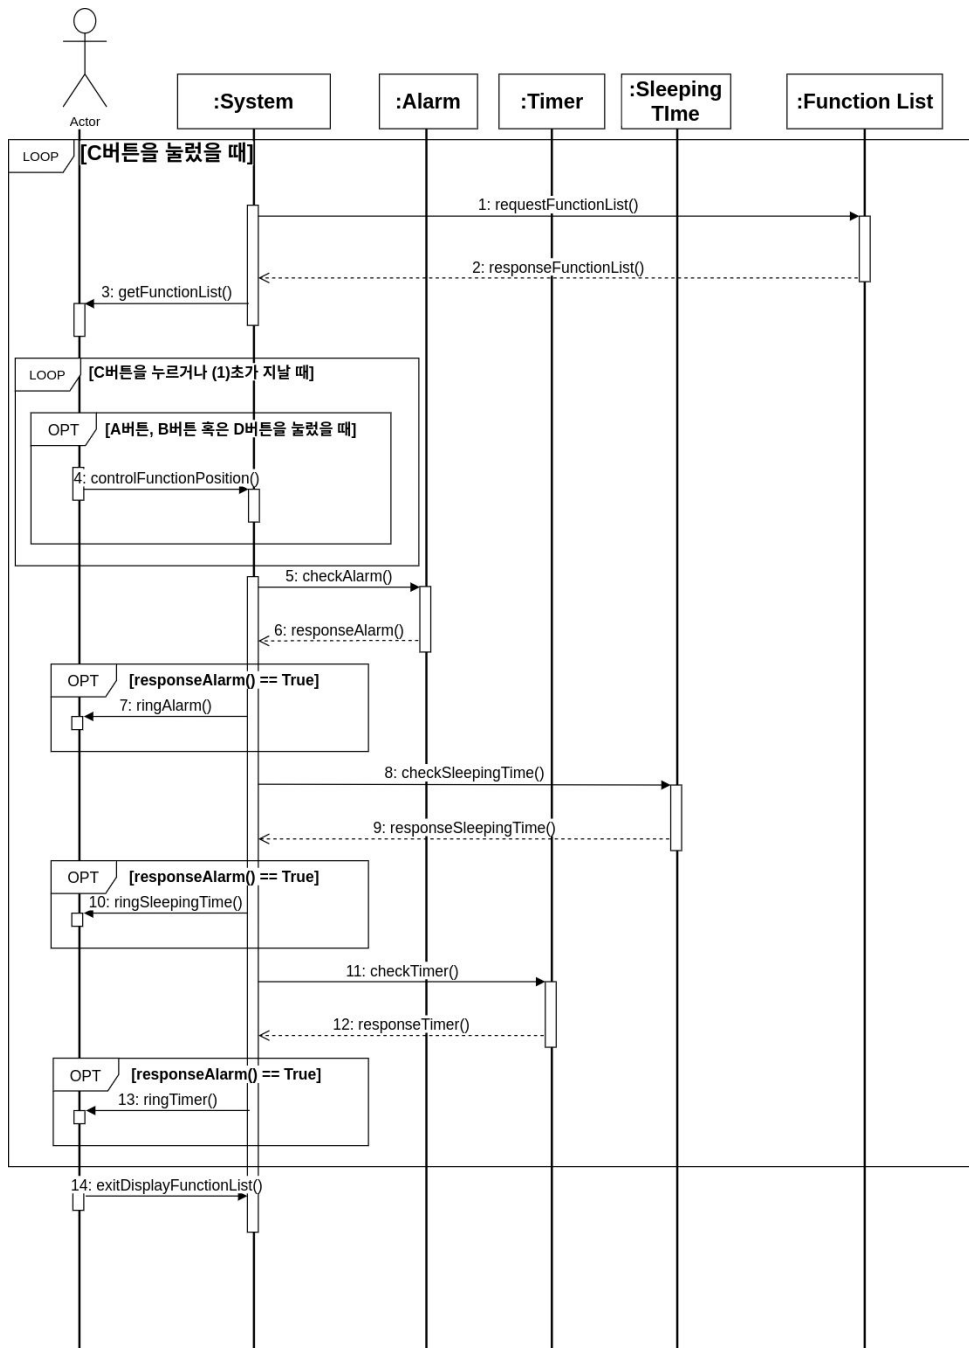 Actor
:System
:Alarm
:Timer
:Sleeping
TIme
:Function List
LOOP
[C버튼을 눌렀을 때]
1: requestFunctionList()
2: responseFunctionList()
3: getFunctionList()
LOOP
[C버튼을 누르거나 (1)초가 지날 때]
OPT
[A버튼, B버튼 혹은 D버튼을 눌렀을 때]
4: controlFunctionPosition()
5: checkAlarm()
6: responseAlarm()
OPT
[responseAlarm() == True]
7: ringAlarm()
8: checkSleepingTime()
9: responseSleepingTime()
OPT
[responseAlarm() == True]
10: ringSleepingTime()
11: checkTimer()
12: responseTimer()
OPT
[responseAlarm() == True]
13: ringTimer()
14: exitDisplayFunctionList()